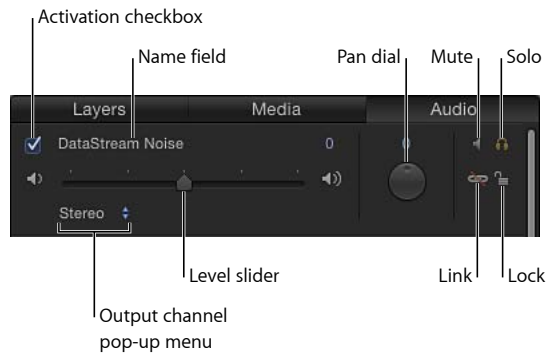 Activation checkbox
Name field
Pan dial
Mute
Solo
Layers
Media
Audio
DataStream Noise
0
0
Stereo
Level slider
Link
Lock
Output channel
pop-up menu